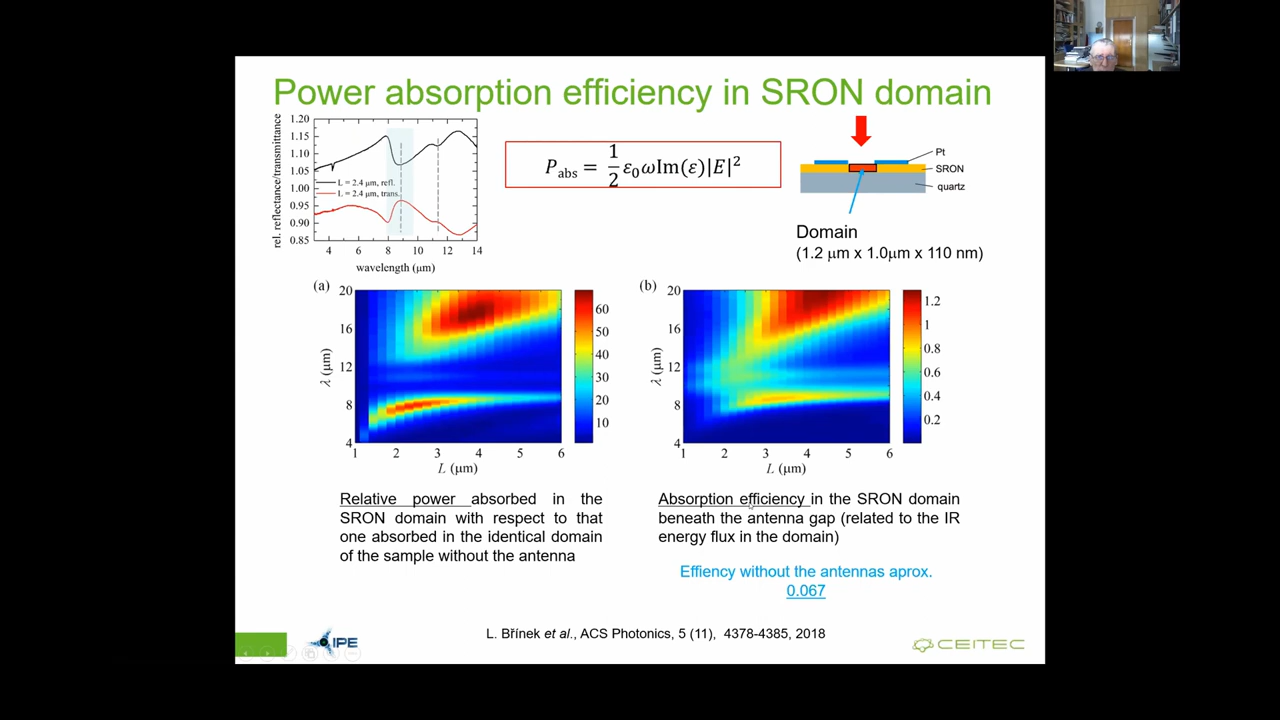 Power absorption efficiency in SRON domain
rel. reflectance/transmittance
1.20
1.15
1.10
1.05
1.00
0.95
0.90
0.85
L = 2.4 μm, refl.
L = 2.4 μm, trans.
4 6 8 10 12 14
wavelength (μm)
P_abs = 1/2 ε₀ωIm(ε)|E|²
Pt
SRON
quartz
Domain
(1.2 μm x 1.0μm x 110 nm)
(a)
20
16
12
8
4
λ (μm)
1 2 3 4 5 6
L (μm)
60
50
40
30
20
10
(b)
20
16
12
8
4
λ (μm)
1 2 3 4 5 6
L (μm)
1.2
1
0.8
0.6
0.4
0.2
Relative power absorbed in the
SRON domain with respect to that
one absorbed in the identical domain
of the sample without the antenna
Absorption efficiency in the SRON domain
beneath the antenna gap (related to the IR
energy flux in the domain)
Effiency without the antennas aprox.
0.067
L. Břínek et al., ACS Photonics, 5 (11), 4378-4385, 2018
IPE
CEITEC